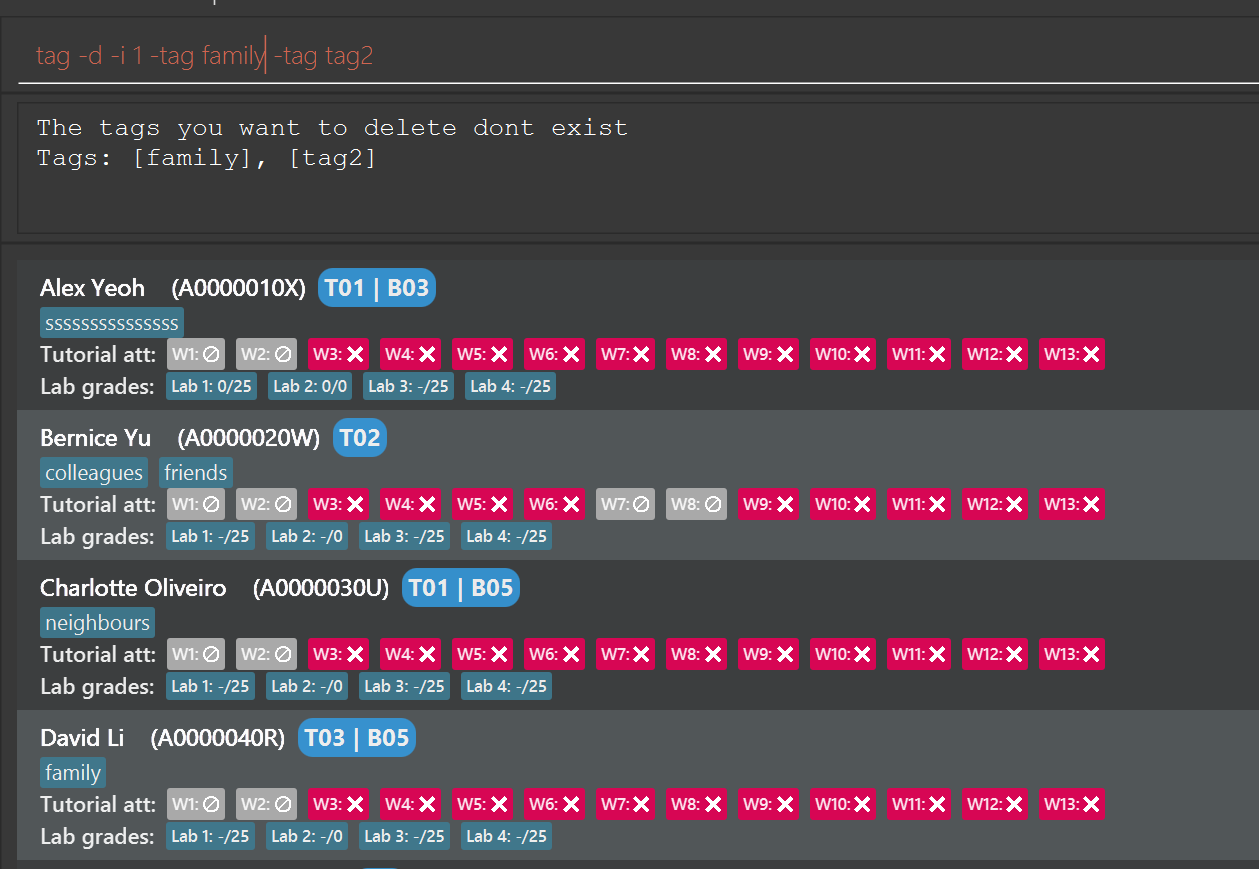 tag -d -i 1 -tag family -tag tag2
The tags you want to delete dont exist
Tags: [family], [tag2]
Alex Yeoh (A0000010X) T01 | B03
sssssssssssssss
Tutorial att: W1: W2: W3: W4: W5: W6: W7: W8: W9: W10: W11: W12: W13:
Lab grades: Lab 1: 0/25 Lab 2: 0/0 Lab 3: -/25 Lab 4: -/25
Bernice Yu (A0000020W) T02
colleagues friends
Tutorial att: W1: W2: W3: W4: W5: W6: W7: W8: W9: W10: W11: W12: W13:
Lab grades: Lab 1: -/25 Lab 2: -/0 Lab 3: -/25 Lab 4: -/25
Charlotte Oliveiro (A0000030U) T01 | B05
neighbours
Tutorial att: W1: W2: W3: W4: W5: W6: W7: W8: W9: W10: W11: W12: W13:
Lab grades: Lab 1: -/25 Lab 2: -/0 Lab 3: -/25 Lab 4: -/25
David Li (A0000040R) T03 | B05
family
Tutorial att: W1: W2: W3: W4: W5: W6: W7: W8: W9: W10: W11: W12: W13:
Lab grades: Lab 1: -/25 Lab 2: -/0 Lab 3: -/25 Lab 4: -/25